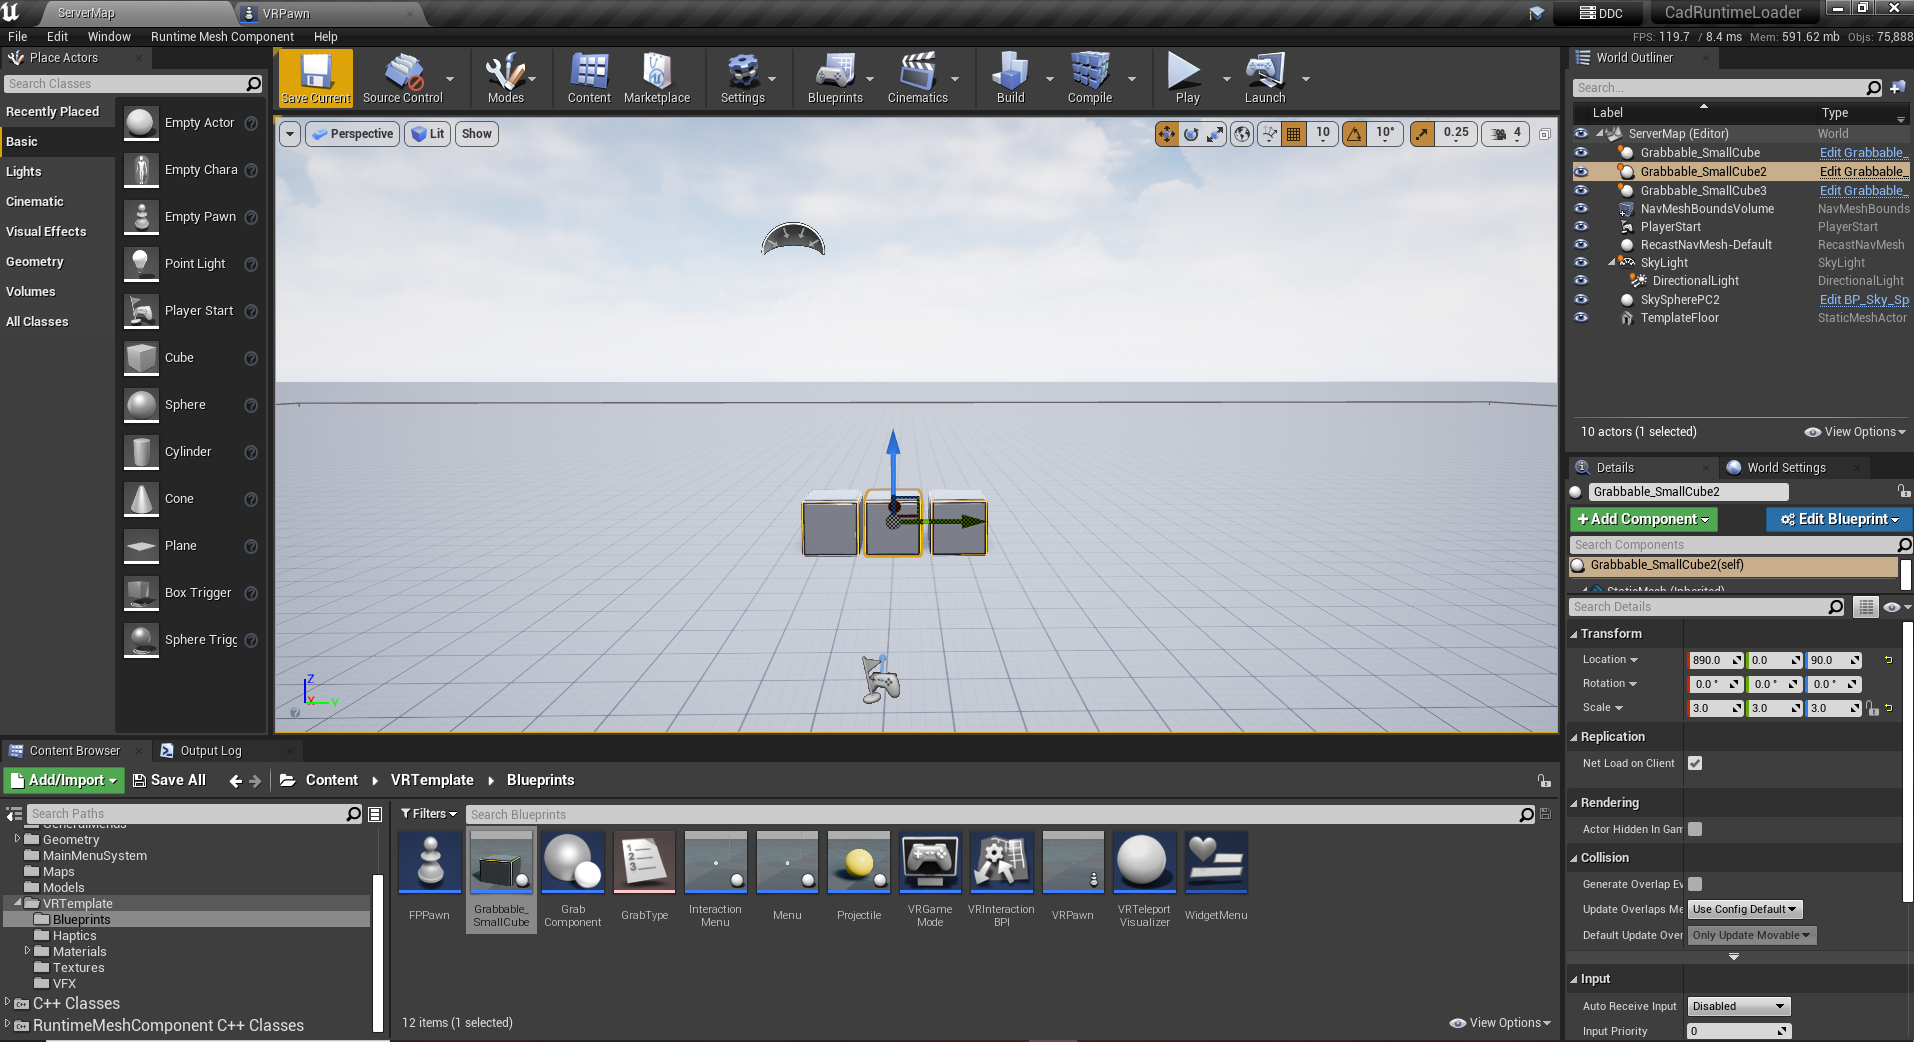 ServerMap
VRPawn
DDC
CadRuntimeLoader
File Edit Window Runtime Mesh Component Help
FPS: 119.7 / 8.4 ms Mem: 591.62 mb Objs: 75,888
Place Actors
Search Classes
Recently Placed
Basic
Lights
Cinematic
Visual Effects
Geometry
Volumes
All Classes
Empty Actor
Empty Chara
Empty Pawn
Point Light
Player Start
Cube
Sphere
Cylinder
Cone
Plane
Box Trigger
Sphere Trigg
Save Current
Source Control
Modes
Content
Marketplace
Settings
Blueprints
Cinematics
Build
Compile
Play
Launch
Perspective
Lit
Show
10
10°
0.25
4
Z
X
Y
World Outliner
Search...
Label Type
ServerMap (Editor) World
Grabbable_SmallCube Edit Grabbable_
Grabbable_SmallCube2 Edit Grabbable_
Grabbable_SmallCube3 Edit Grabbable_
NavMeshBoundsVolume NavMeshBounds
PlayerStart PlayerStart
RecastNavMesh-Default RecastNavMesh
SkyLight SkyLight
DirectionalLight DirectionalLight
SkySpherePC2 Edit BP_Sky_Sp
TemplateFloor StaticMeshActor
10 actors (1 selected)
View Options
Details
World Settings
Grabbable_SmallCube2
+Add Component
Edit Blueprint
Search Components
Grabbable_SmallCube2(self)
StaticMesh (Inherited)
Search Details
Transform
Location 890.0 0.0 90.0
Rotation 0.0 ° 0.0 ° 0.0 °
Scale 3.0 3.0 3.0
Replication
Net Load on Client
Rendering
Actor Hidden In Gam
Collision
Generate Overlap Ev
Update Overlaps Me Use Config Default
Default Update Over Only Update Movable
Input
Auto Receive Input Disabled
Input Priority 0
Content Browser
Output Log
Add/Import
Save All
Content
VRTemplate
Blueprints
Search Paths
GeneralMenus
Geometry
MainMenuSystem
Maps
Models
VRTemplate
Blueprints
Haptics
Materials
Textures
VFX
C++ Classes
RuntimeMeshComponent C++ Classes
Filters
Search Blueprints
1
2
3
FPPawn
Grabbable_
SmallCube
Grab
Component
GrabType
Interaction
Menu
Menu
Projectile
VRGame
Mode
VRInteraction
BPI
VRPawn
VRTeleport
Visualizer
WidgetMenu
12 items (1 selected)
View Options